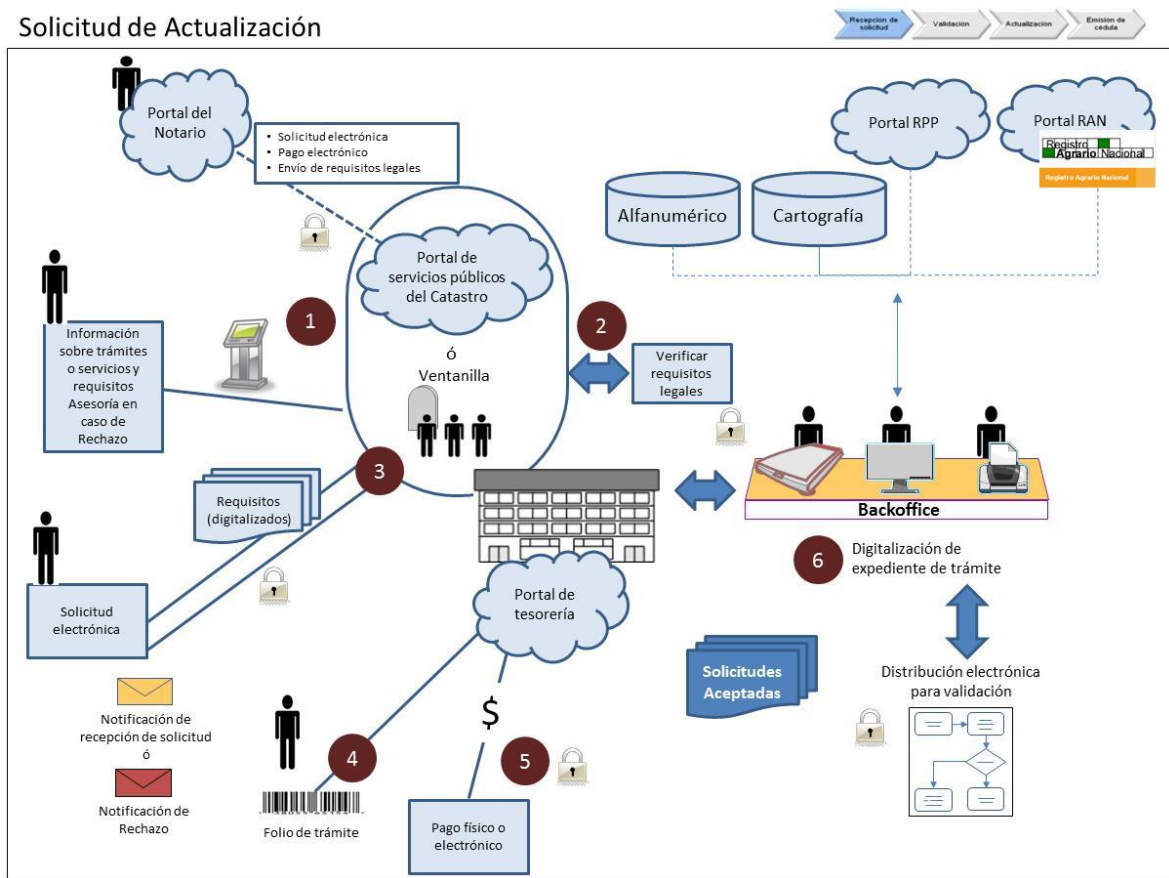 Solicitud de Actualización
Recepción de
solicitud
Validación
Actualización
Emisión de
cédula
Portal del
Notario
• Solicitud electrónica
• Pago electrónico
• Envío de requisitos legales
Portal RPP
Portal RAN
Registro
Agrario Nacional
Registro Agrario Nacional
Alfanumérico
Cartografía
Portal de
servicios públicos
del Catastro
ó
Ventanilla
1
2
Verificar
requisitos
legales
Información
sobre trámites
o servicios y
requisitos
Asesoría en
caso de
Rechazo
3
Requisitos
(digitalizados)
Backoffice
6
Digitalización de
expediente de trámite
Solicitud
electrónica
Portal de
tesorería
Solicitudes
Aceptadas
Distribución electrónica
para validación
Notificación de
recepción de solicitud
ó
Notificación de
Rechazo
4
Folio de trámite
$
5
Pago físico o
electrónico